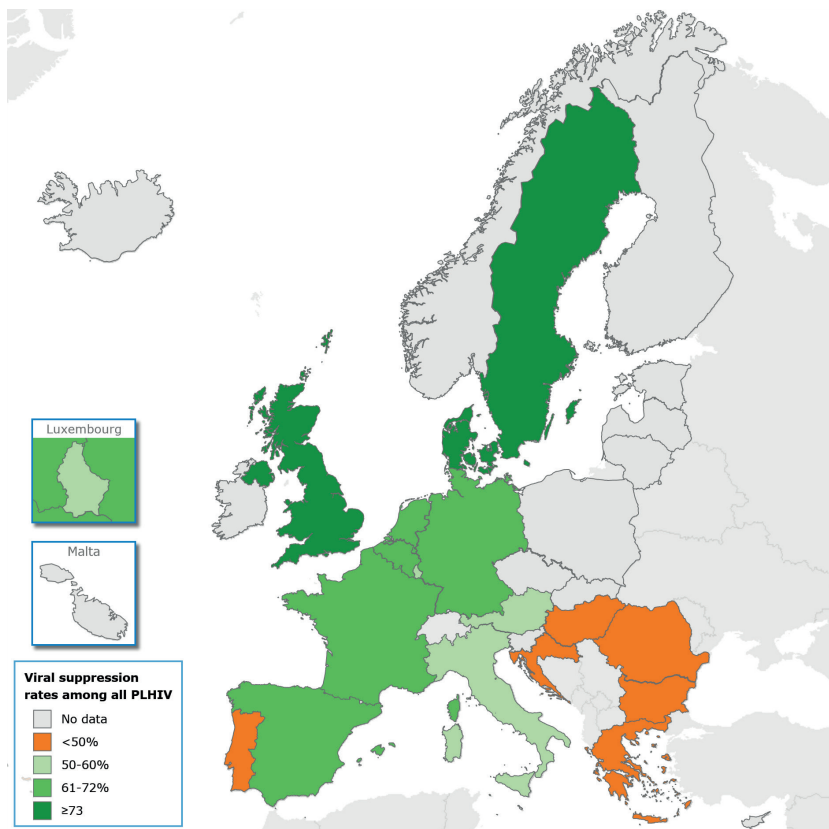 Luxembourg
Malta
Viral suppression
rates among all PLHIV
No data
<50%
50-60%
61-72%
≥73